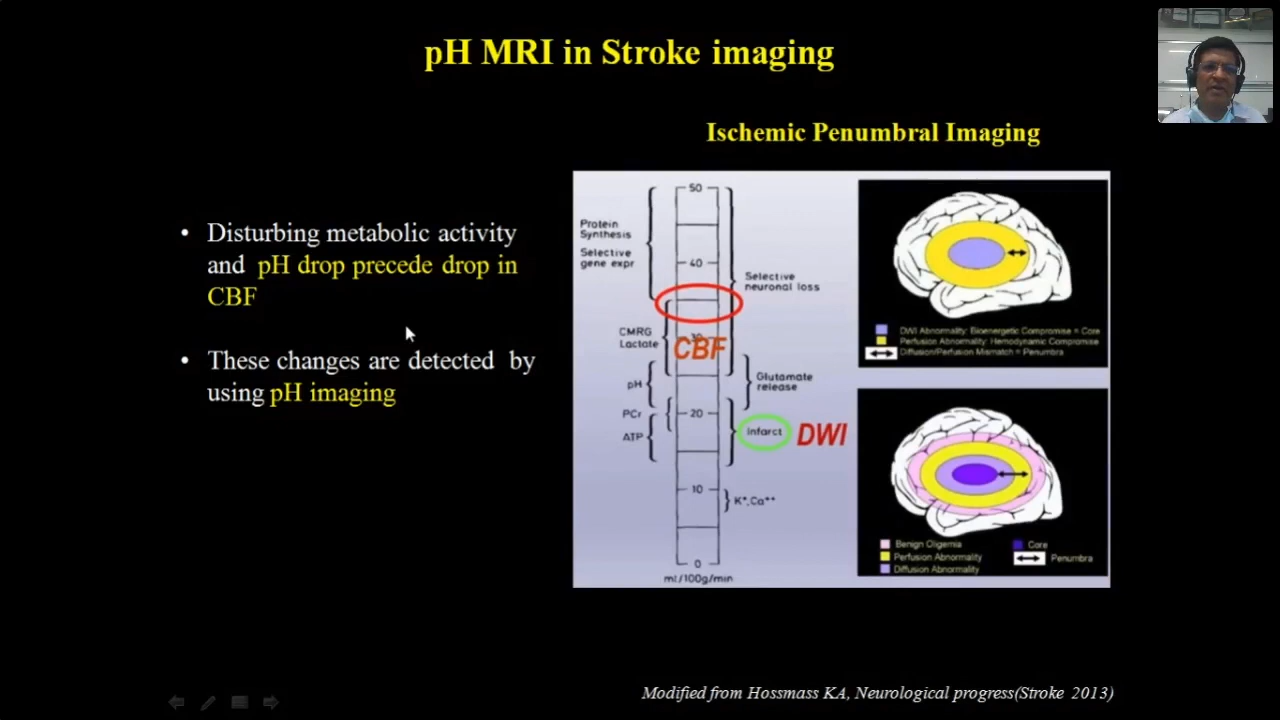 pH MRI in Stroke imaging
Ischemic Penumbral Imaging
• Disturbing metabolic activity
and pH drop precede drop in
CBF
• These changes are detected by
using pH imaging
50
Protein
Synthesis
Selective
gene expr
40
Selective
neuronal loss
CMRG
Lactate
30
CBF
pH
Glutamate
release
PCr
20
ATP
Infarct
DWI
10
K⁺,Ca⁺⁺
0
ml/100g/min
DWI Abnormality: Bioenergetic Compromise = Core
Perfusion Abnormality: Hemodynamic Compromise
Diffusion/Perfusion Mismatch = Penumbra
Benign Oligemia
Core
Perfusion Abnormality
Penumbra
Diffusion Abnormality
Modified from Hossmass KA, Neurological progress(Stroke 2013)